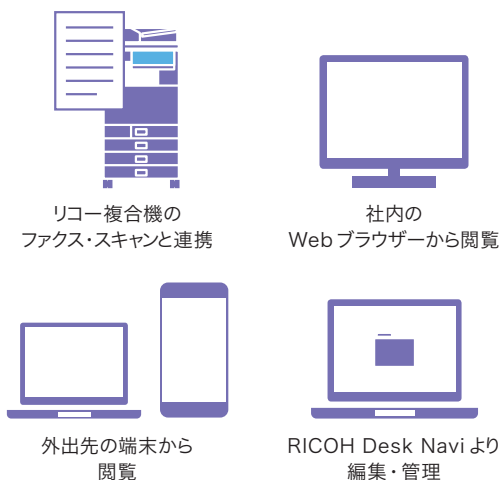 リコー複合機の
ファクス・スキャンと連携
社内の
Webブラウザーから閲覧
外出先の端末から
閲覧
RICOH Desk Naviより
編集・管理